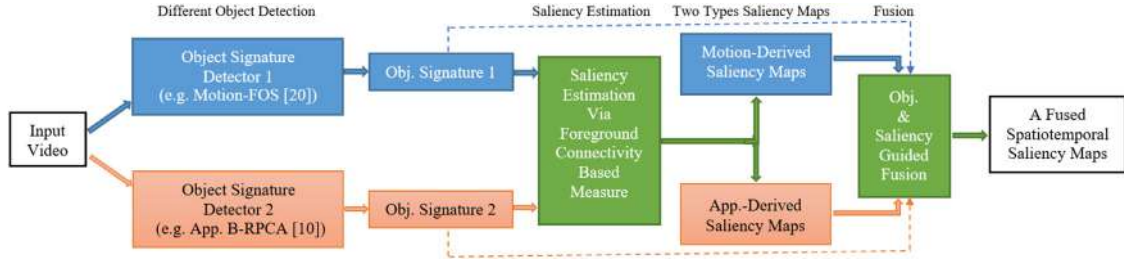 Different Object Detection
Saliency Estimation
Two Types Saliency Maps
Fusion
Input
Video
Object Signature
Detector 1
(e.g. Motion-FOS [20])
Obj. Signature 1
Object Signature
Detector 2
(e.g. App. B-RPCA [10])
Obj. Signature 2
Saliency
Estimation
Via
Foreground
Connectivity
Based
Measure
Motion-Derived
Saliency Maps
App.-Derived
Saliency Maps
Obj.
&
Saliency
Guided
Fusion
A Fused
Spatiotemporal
Saliency Maps